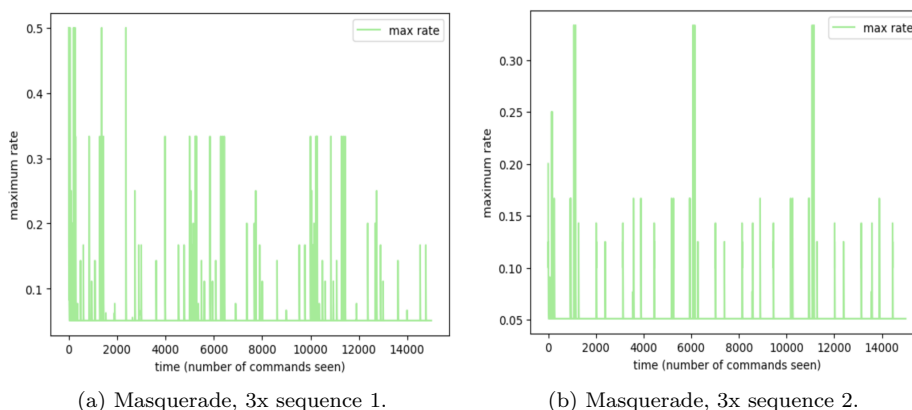 max rate
0.5
0.4
0.3
0.2
0.1
maximum rate
0 2000 4000 6000 8000 10000 12000 14000
time (number of commands seen)
(a) Masquerade, 3x sequence 1.
max rate
0.30
0.25
0.20
0.15
0.10
0.05
maximum rate
0 2000 4000 6000 8000 10000 12000 14000
time (number of commands seen)
(b) Masquerade, 3x sequence 2.